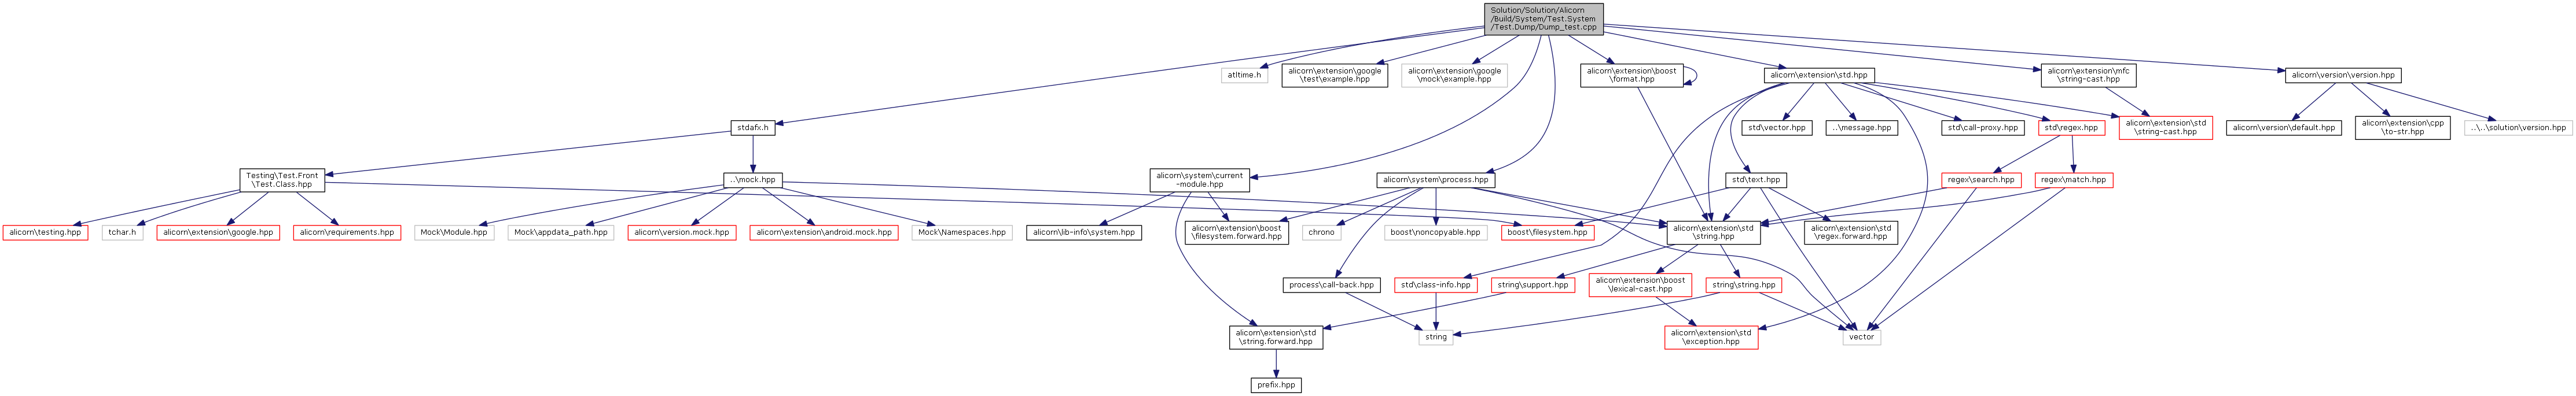 Solution/Solution/Alicorn
/Build/System/Test.System
/Test.Dump/Dump_test.cpp
atltime.h
alicorn\extension\google
\test\example.hpp
alicorn\extension\google
\mock\example.hpp
alicorn\extension\boost
\format.hpp
alicorn\extension\std.hpp
alicorn\extension\mfc
\string-cast.hpp
alicorn\version\version.hpp
stdafx.h
std\vector.hpp
..\message.hpp
std\call-proxy.hpp
std\regex.hpp
alicorn\extension\std
\string-cast.hpp
alicorn\version\default.hpp
alicorn\extension\cpp
\to-str.hpp
..\..\solution\version.hpp
Testing\Test.Front
\Test.Class.hpp
..\mock.hpp
alicorn\system\current
-module.hpp
alicorn\system\process.hpp
std\text.hpp
regex\search.hpp
regex\match.hpp
alicorn\testing.hpp
tchar.h
alicorn\extension\google.hpp
alicorn\requirements.hpp
Mock\Module.hpp
Mock\appdata_path.hpp
alicorn\version.mock.hpp
alicorn\extension\android.mock.hpp
Mock\Namespaces.hpp
alicorn\lib-info\system.hpp
alicorn\extension\boost
\filesystem.forward.hpp
chrono
boost\noncopyable.hpp
boost\filesystem.hpp
alicorn\extension\std
\string.hpp
alicorn\extension\std
\regex.forward.hpp
process\call-back.hpp
std\class-info.hpp
string\support.hpp
alicorn\extension\boost
\lexical-cast.hpp
string\string.hpp
alicorn\extension\std
\string.forward.hpp
string
alicorn\extension\std
\exception.hpp
vector
prefix.hpp